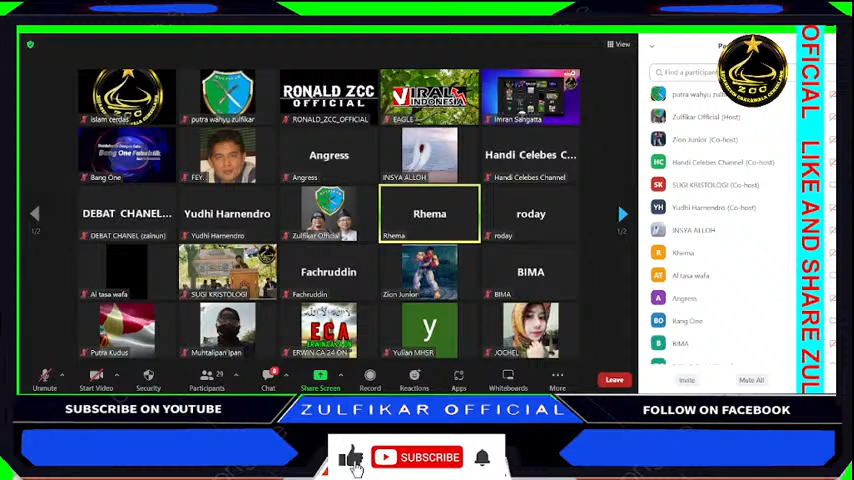 View
islam cerdas
putra wahyu zulfikar
RONALD ZCC
OFFICIAL
RONALD_ZCC_OFFICIAL
VIRAL
INDONESIA
EAGLE
Imran Sangatta
Bang One
FEY.
Angress
Angress
INSYA ALLOH
Handi Celebes C...
Handi Celebes Channel
DEBAT CHANEL...
DEBAT CHANEL (zainun)
Yudhi Harnendro
Yudhi Harnendro
Zulfikar Official
Rhema
Rhema
roday
roday
1/2
1/2
Al tasa wafa
SUGI KRISTOLOGI
Fachruddin
Fachruddin
Zion Junior
BIMA
BIMA
Putra Kudus
Muhtalipan Ipan
ECA
ERWIN CA 24 ON
y
Yulian MHSR
JOCHEL
Unmute
Start Video
Security
29
Participants
8
Chat
Share Screen
Record
Reactions
Apps
Whiteboards
More
Leave
Find a participant
ZCC
putra wahyu zul
Zulfikar Official (Host)
Zion Junior (Co-host)
HC Handi Celebes Channel (Co-host)
SK SUGI KRISTOLOGI (Co-host)
YH Yudhi Harnendro (Co-host)
INSYA ALLOH
R Rhema
AT Al tasa wafa
A Angress
BO Bang One
B BIMA
Invite
Mute All
OFICIAL LIKE AND SHARE ZUL
SUBSCRIBE ON YOUTUBE
ZULFIKAR OFFICIAL
FOLLOW ON FACEBOOK
SUBSCRIBE